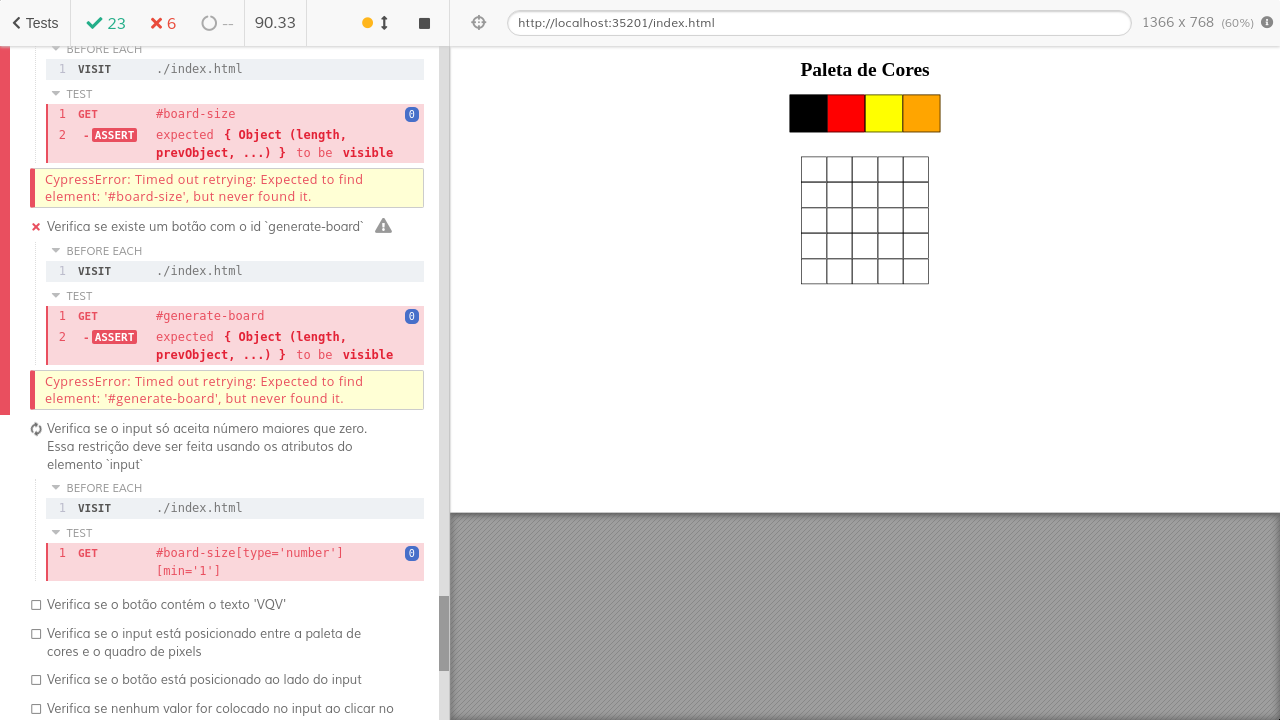 Tests 23 6 -- 90.33
http://localhost:35201/index.html 1366 x 768 (60%)
BEFORE EACH
1 VISIT ./index.html
TEST
1 GET #board-size 0
2 -ASSERT expected { Object (length,
prevObject, ...) } to be visible
CypressError: Timed out retrying: Expected to find
element: '#board-size', but never found it.
Verifica se existe um botão com o id `generate-board`
BEFORE EACH
1 VISIT ./index.html
TEST
1 GET #generate-board 0
2 -ASSERT expected { Object (length,
prevObject, ...) } to be visible
CypressError: Timed out retrying: Expected to find
element: '#generate-board', but never found it.
Verifica se o input só aceita número maiores que zero.
Essa restrição deve ser feita usando os atributos do
elemento `input`
BEFORE EACH
1 VISIT ./index.html
TEST
1 GET #board-size[type='number'] 0
[min='1']
Verifica se o botão contém o texto 'VQV'
Verifica se o input está posicionado entre a paleta de
cores e o quadro de pixels
Verifica se o botão está posicionado ao lado do input
Verifica se nenhum valor for colocado no input ao clicar no
Paleta de Cores